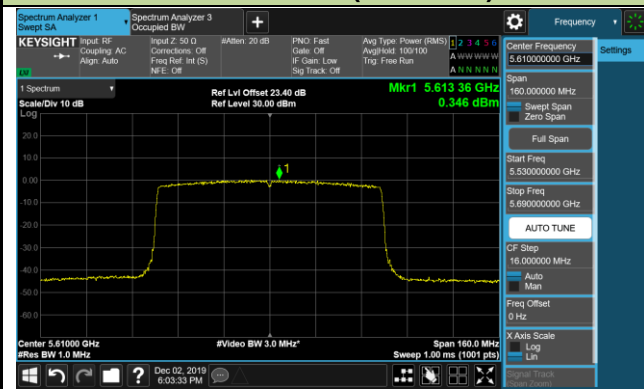 Spectrum Analyzer 1
Swept SA
Spectrum Analyzer 3
Occupied BW
Frequency
KEYSIGHT
Input: RF
Coupling: AC
Align: Auto
Input Z: 50 Ω
Corrections: Off
Freq Ref: Int (S)
NFE: Off
#Atten: 20 dB
PNO: Fast
Gate: Off
IF Gain: Low
Sig Track: Off
Avg Type: Power (RMS)
Avg|Hold: 100/100
Trig: Free Run
1 2 3 4 5 6
A W W W W W
A N N N N N
LVI
1 Spectrum
Scale/Div 10 dB
Log
Ref Lvl Offset 23.40 dB
Ref Level 30.00 dBm
Mkr1 5.613 36 GHz
0.346 dBm
1
20.0
10.0
0.00
-10.0
-20.0
-30.0
-40.0
-50.0
-60.0
Center 5.61000 GHz
#Res BW 1.0 MHz
#Video BW 3.0 MHz*
Span 160.0 MHz
Sweep 1.00 ms (1001 pts)
Center Frequency
5.610000000 GHz
Settings
Span
160.000000 MHz
Swept Span
Zero Span
Full Span
Start Freq
5.530000000 GHz
Stop Freq
5.690000000 GHz
AUTO TUNE
CF Step
16.000000 MHz
Auto
Man
Freq Offset
0 Hz
X Axis Scale
Log
Lin
Signal Track
(Span Zoom)
Dec 02, 2019
6:03:33 PM